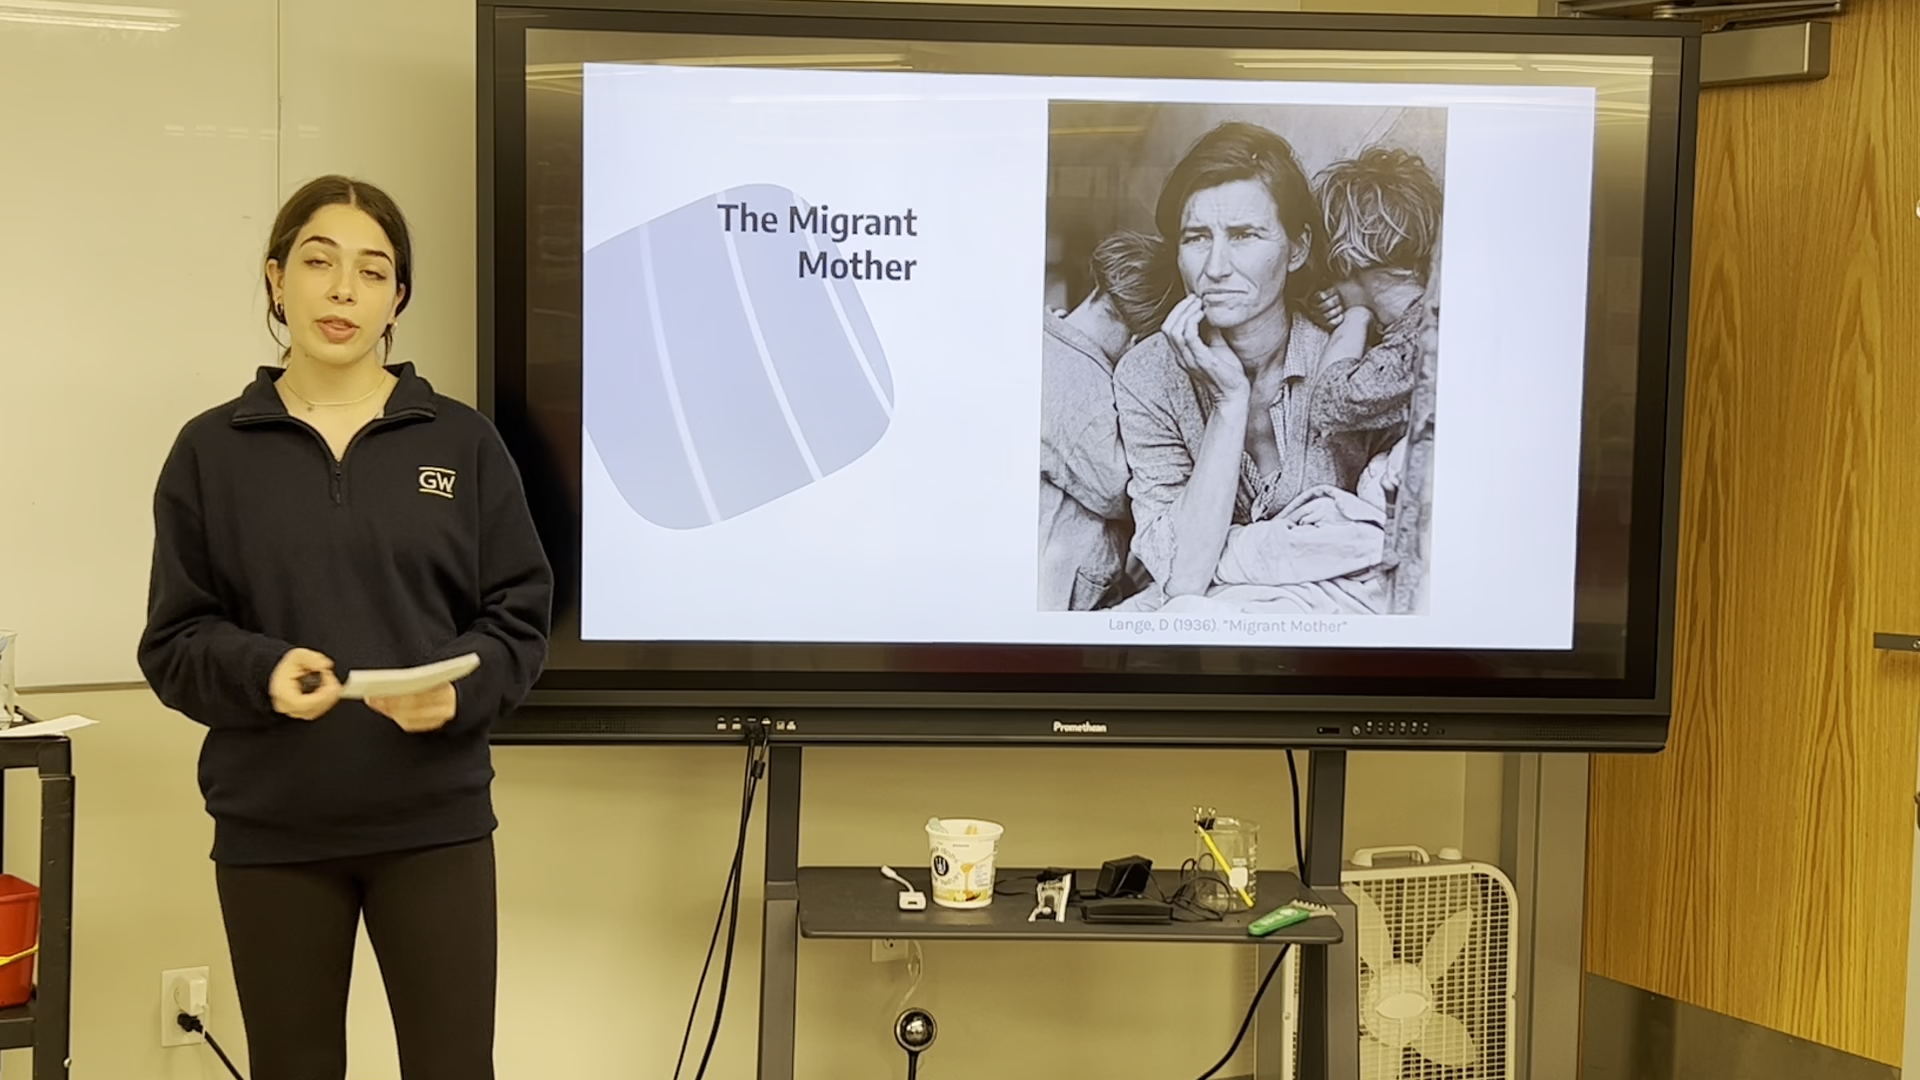 The Migrant
Mother
Lange, D (1936). "Migrant Mother"
GW
Promethean